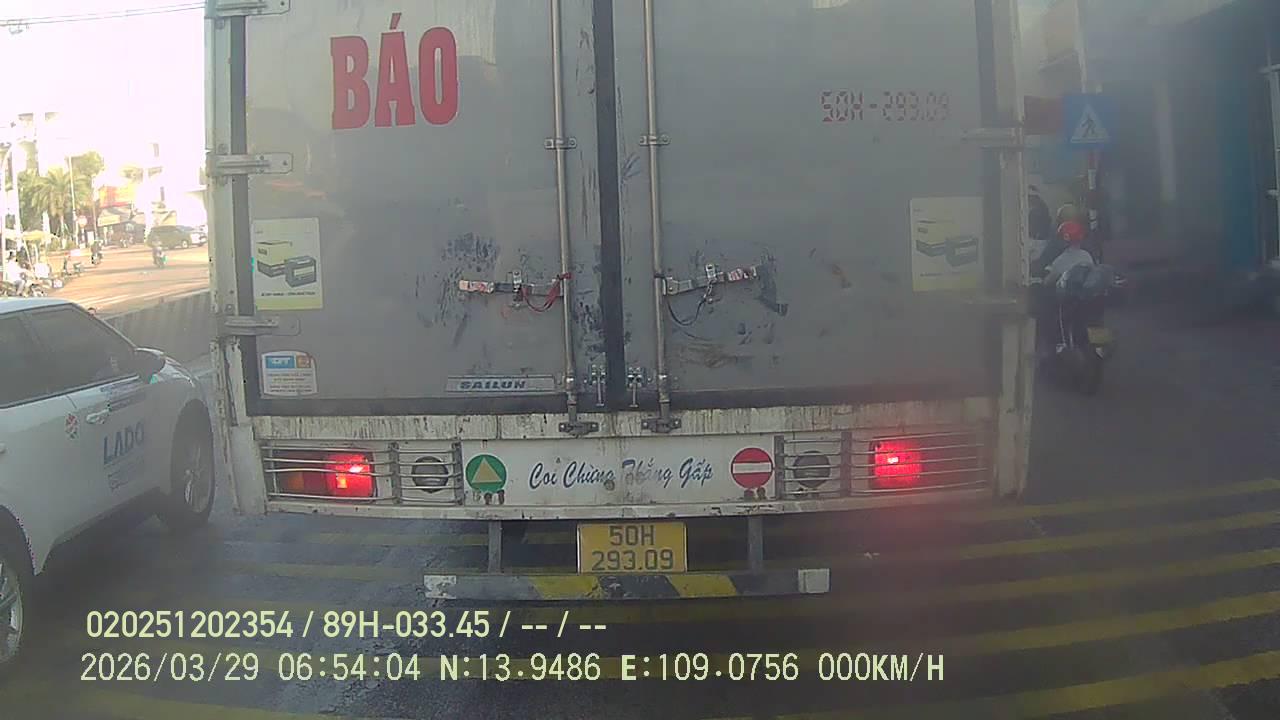 BÁO
50H-293.09
SAILUN
LADO
Coi Chừng Thắng Gấp
50H
293.09
020251202354 / 89H-033.45 / -- / --
2026/03/29 06:54:04 N:13.9486 E:109.0756 000KM/H